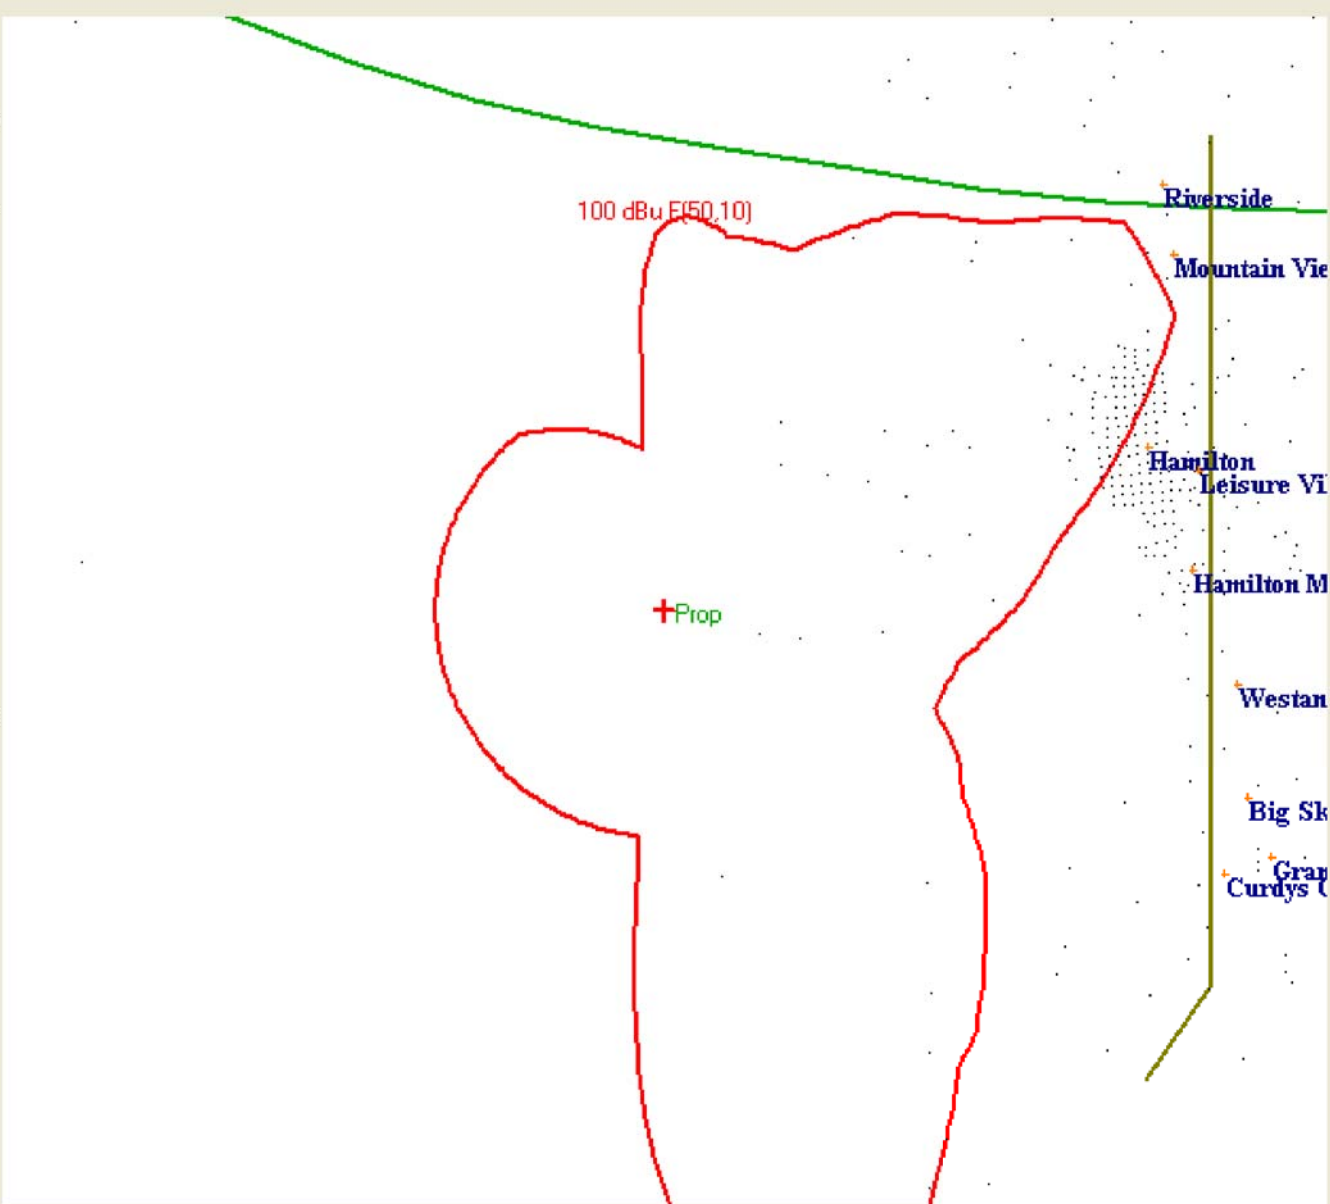 Riverside
100 dBu F(50,10)
Mountain Vie
Hamilton
Leisure Vi
Hamilton M
Prop
Westan
Big Sk
Gran
Curdys